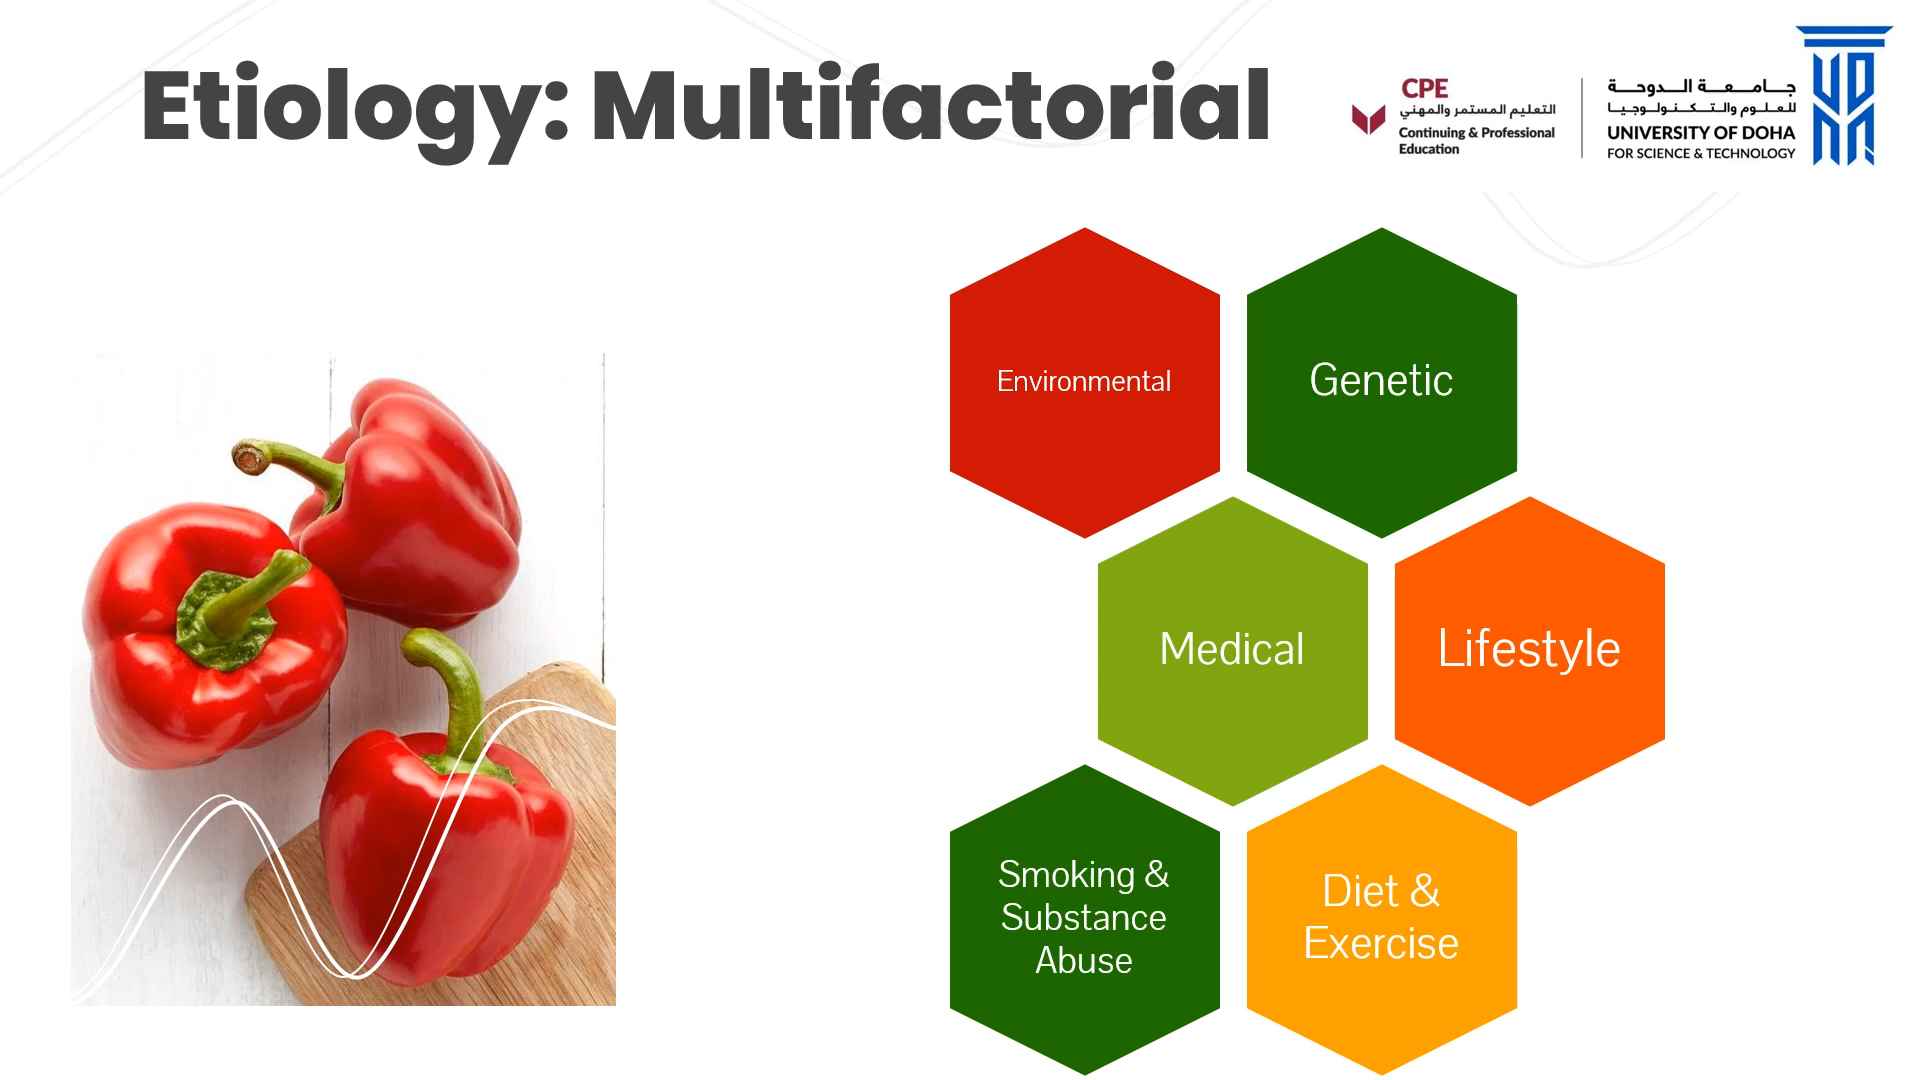 Etiology: Multifactorial
CPE
التعليم المستمر والمهني
Continuing & Professional
Education
جامعة الدوحة
للعلوم والتكنولوجيا
UNIVERSITY OF DOHA
FOR SCIENCE & TECHNOLOGY
Environmental
Genetic
Medical
Lifestyle
Smoking &
Substance
Abuse
Diet &
Exercise